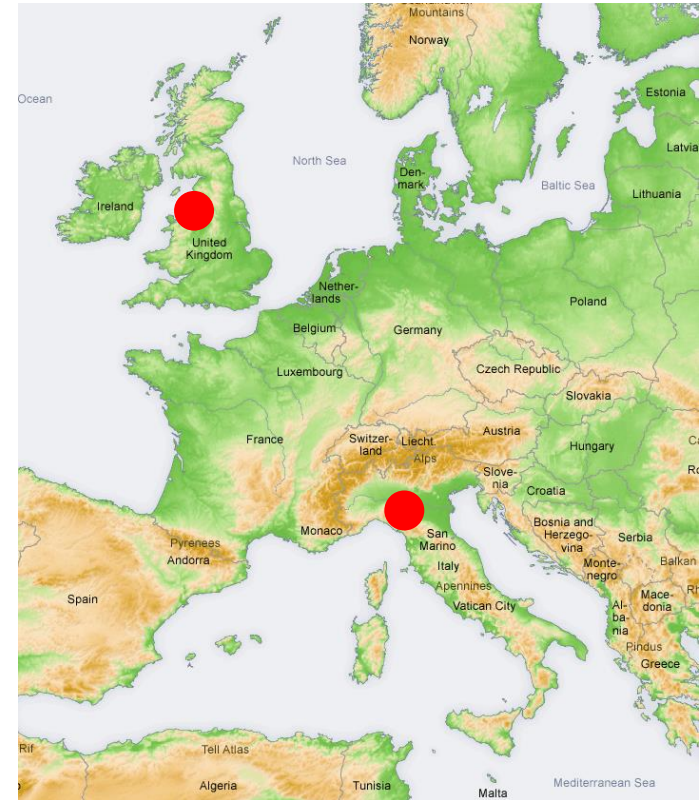 Mountains
Norway
Ocean
Estonia
North Sea
Latvia
Den-
mark
Baltic Sea
Lithuania
Ireland
United
Kingdom
Nether-
lands
Poland
Belgium
Germany
Luxembourg
Czech Republic
Slovakia
France
Switzer-
land
Liecht
Alps
Austria
Hungary
Slove-
nia
Croatia
Monaco
San
Marino
Bosnia and
Herzego-
vina
Serbia
Pyrenees
Andorra
Italy
Monte-
negro
Balkan
Spain
Apennines
Vatican City
Al-
ba-
nia
Mace-
donia
Pindus
Greece
Rif
Tell Atlas
Algeria
Tunisia
Malta
Mediterranean Sea